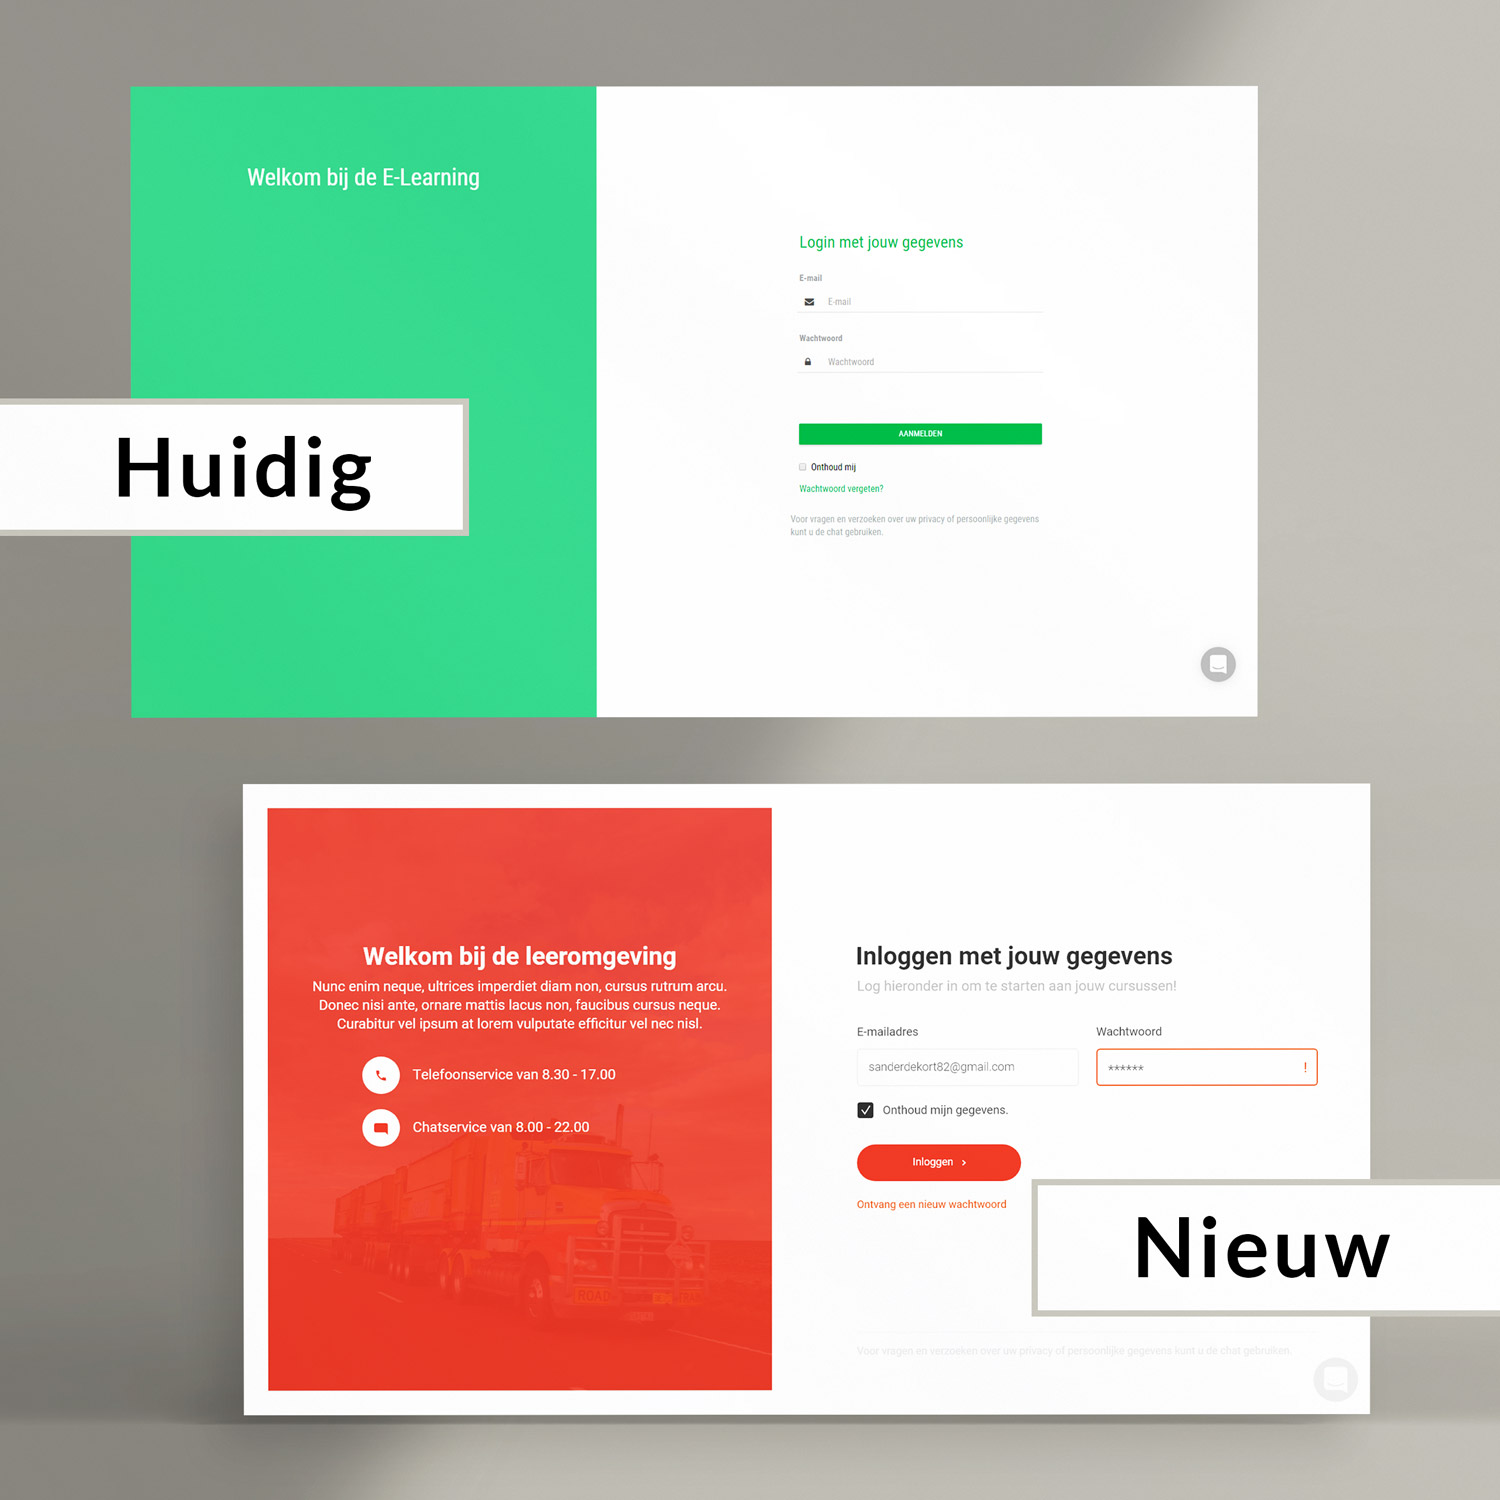 Welkom bij de E-Learning
Login met jouw gegevens
E-mail
E-mail
Wachtwoord
Wachtwoord
AANMELDEN
Onthoud mij
Wachtwoord vergeten?
Voor vragen en verzoeken over uw privacy of persoonlijke gegevens
kunt u de chat gebruiken.
Huidig
Welkom bij de leeromgeving
Nunc enim neque, ultrices imperdiet diam non, cursus rutrum arcu.
Donec nisi ante, ornare mattis lacus non, faucibus cursus neque.
Curabitur vel ipsum at lorem vulputate efficitur vel nec nisl.
Telefoonservice van 8.30 - 17.00
Chatservice van 8.00 - 22.00
ROAD
Inloggen met jouw gegevens
Log hieronder in om te starten aan jouw cursussen!
E-mailadres
Wachtwoord
sanderdekort82@gmail.com
****** !
Onthoud mijn gegevens.
Inloggen >
Ontvang een nieuw wachtwoord
Nieuw
Voor vragen en verzoeken over uw privacy of persoonlijke gegevens kunt u de chat gebruiken.